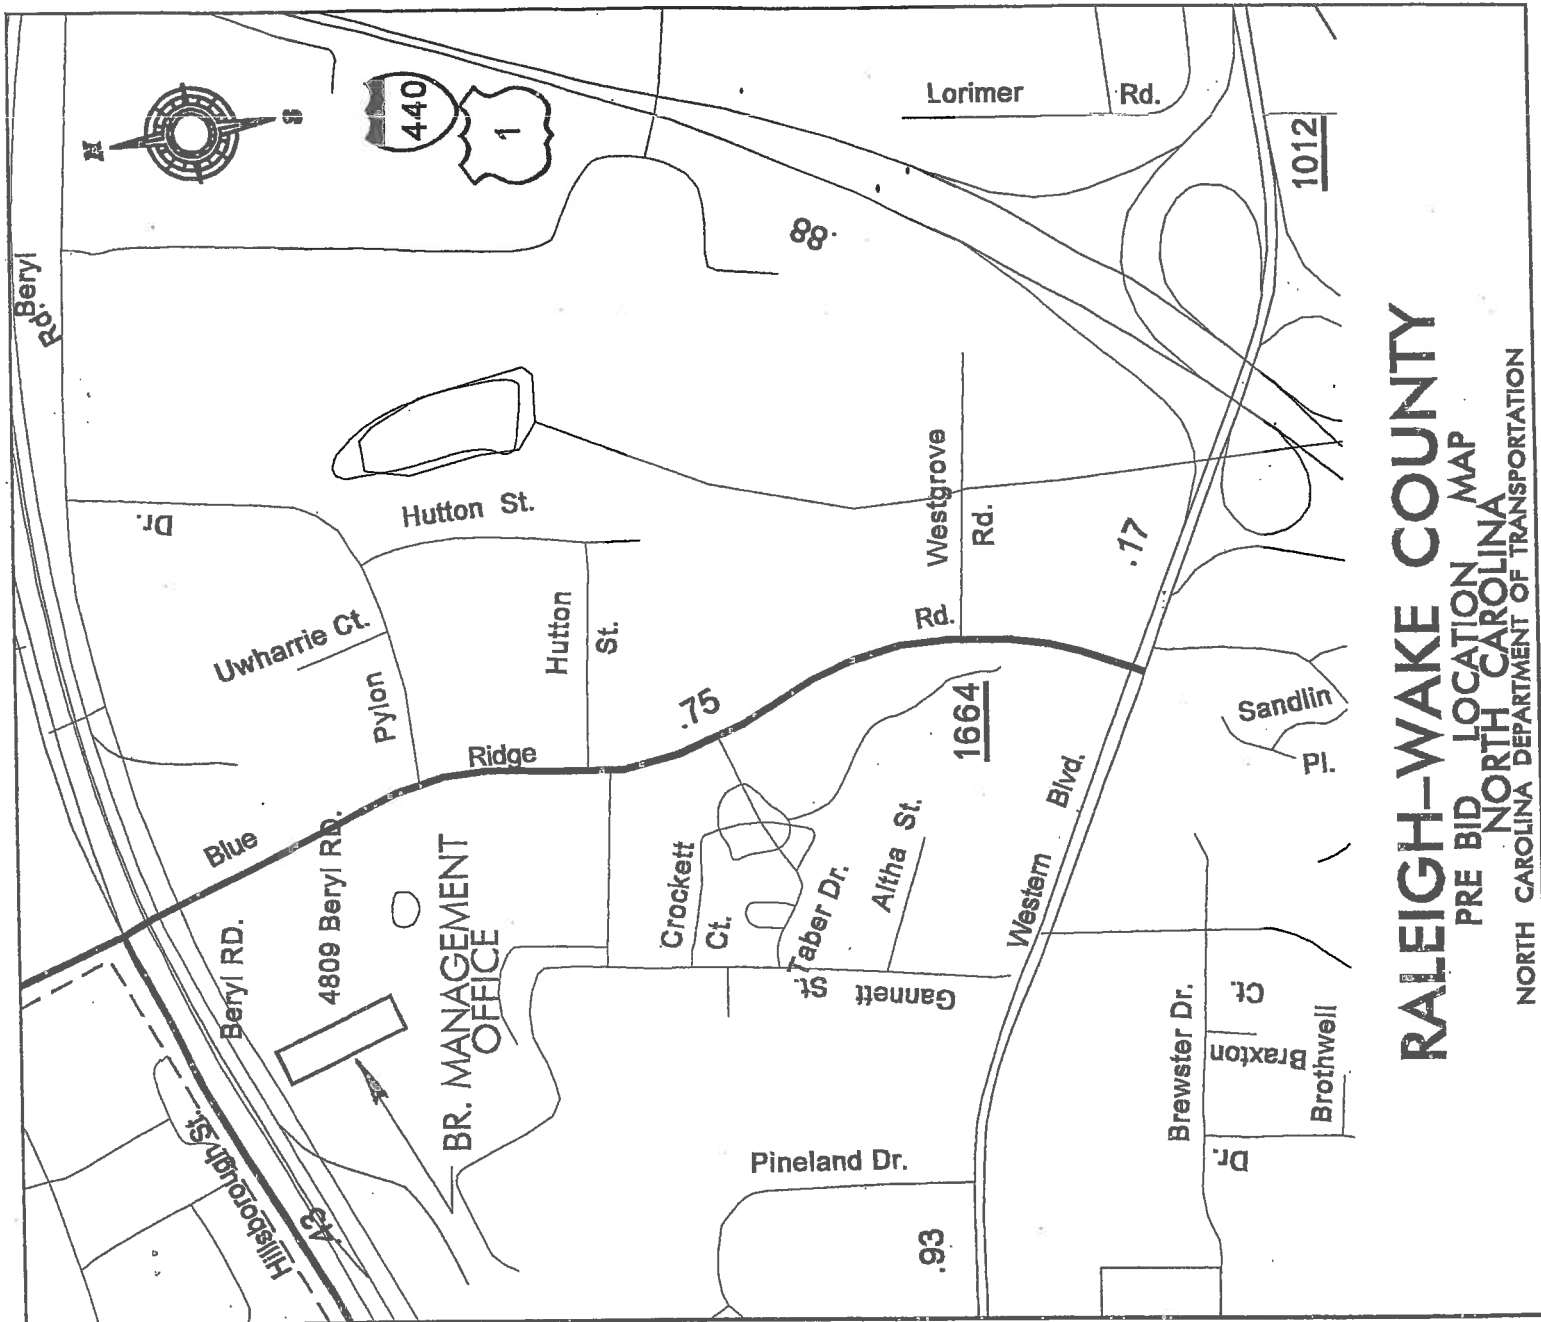 N
S
440
1
Lorimer
Rd.
1012
.88
Beryl
Rd.
Dr.
Hutton St.
Westgrove
Rd.
.17
Uwharrie Ct.
Hutton
St.
Rd.
Pylon
.75
1664
Sandlin
Pl.
Ridge
Blue
Blvd.
4809 Beryl RD.
BR. MANAGEMENT
OFFICE
Crockett
Ct.
Taber Dr.
Altha St.
Western
Beryl RD.
Gannett
St.
Brewster Dr.
Braxton
Ct.
Brothwell
Dr.
Hillsborough St.
.43
Pineland Dr.
.93
RALEIGH-WAKE COUNTY
PRE BID LOCATION MAP
NORTH CAROLINA
NORTH CAROLINA DEPARTMENT OF TRANSPORTATION